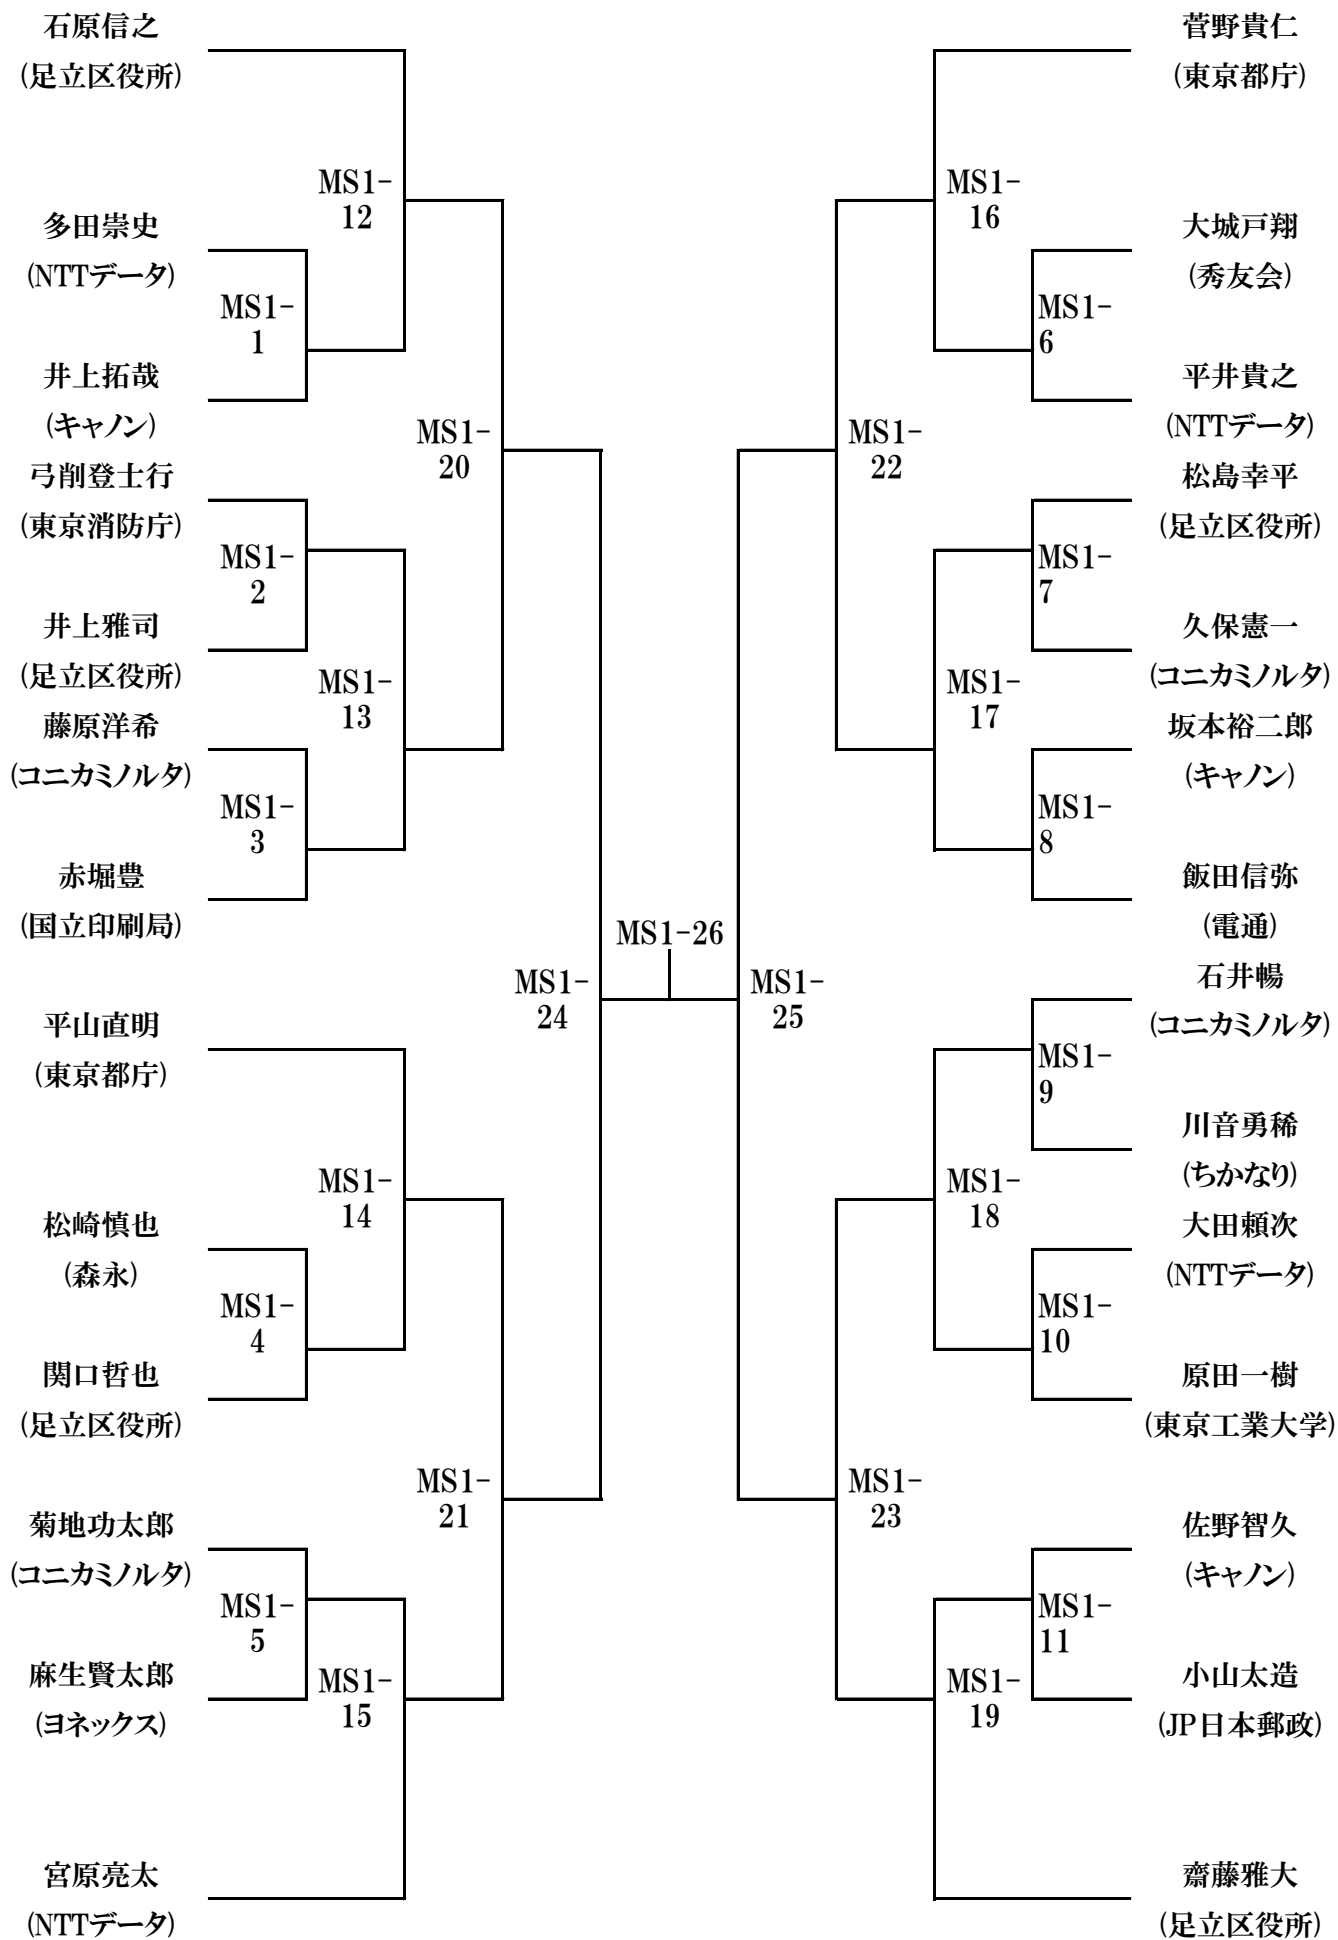 石原信之
(足立区役所)
多田崇史
(NTTデータ)
井上拓哉
(キャノン)
弓削登士行
(東京消防庁)
井上雅司
(足立区役所)
藤原洋希
(コニカミノルタ)
赤堀豊
(国立印刷局)
平山直明
(東京都庁)
松崎慎也
(森永)
関口哲也
(足立区役所)
菊地功太郎
(コニカミノルタ)
麻生賢太郎
(ヨネックス)
宮原亮太
(NTTデータ)
MS1-
1
MS1-
2
MS1-
3
MS1-
4
MS1-
5
MS1-
12
MS1-
13
MS1-
14
MS1-
15
MS1-
20
MS1-
21
MS1-
24
MS1-26
MS1-
25
MS1-
22
MS1-
23
MS1-
16
MS1-
17
MS1-
18
MS1-
19
MS1-
6
MS1-
7
MS1-
8
MS1-
9
MS1-
10
MS1-
11
菅野貴仁
(東京都庁)
大城戸翔
(秀友会)
平井貴之
(NTTデータ)
松島幸平
(足立区役所)
久保憲一
(コニカミノルタ)
坂本裕二郎
(キャノン)
飯田信弥
(電通)
石井暢
(コニカミノルタ)
川音勇稀
(ちかなり)
大田頼次
(NTTデータ)
原田一樹
(東京工業大学)
佐野智久
(キャノン)
小山太造
(JP日本郵政)
齋藤雅大
(足立区役所)